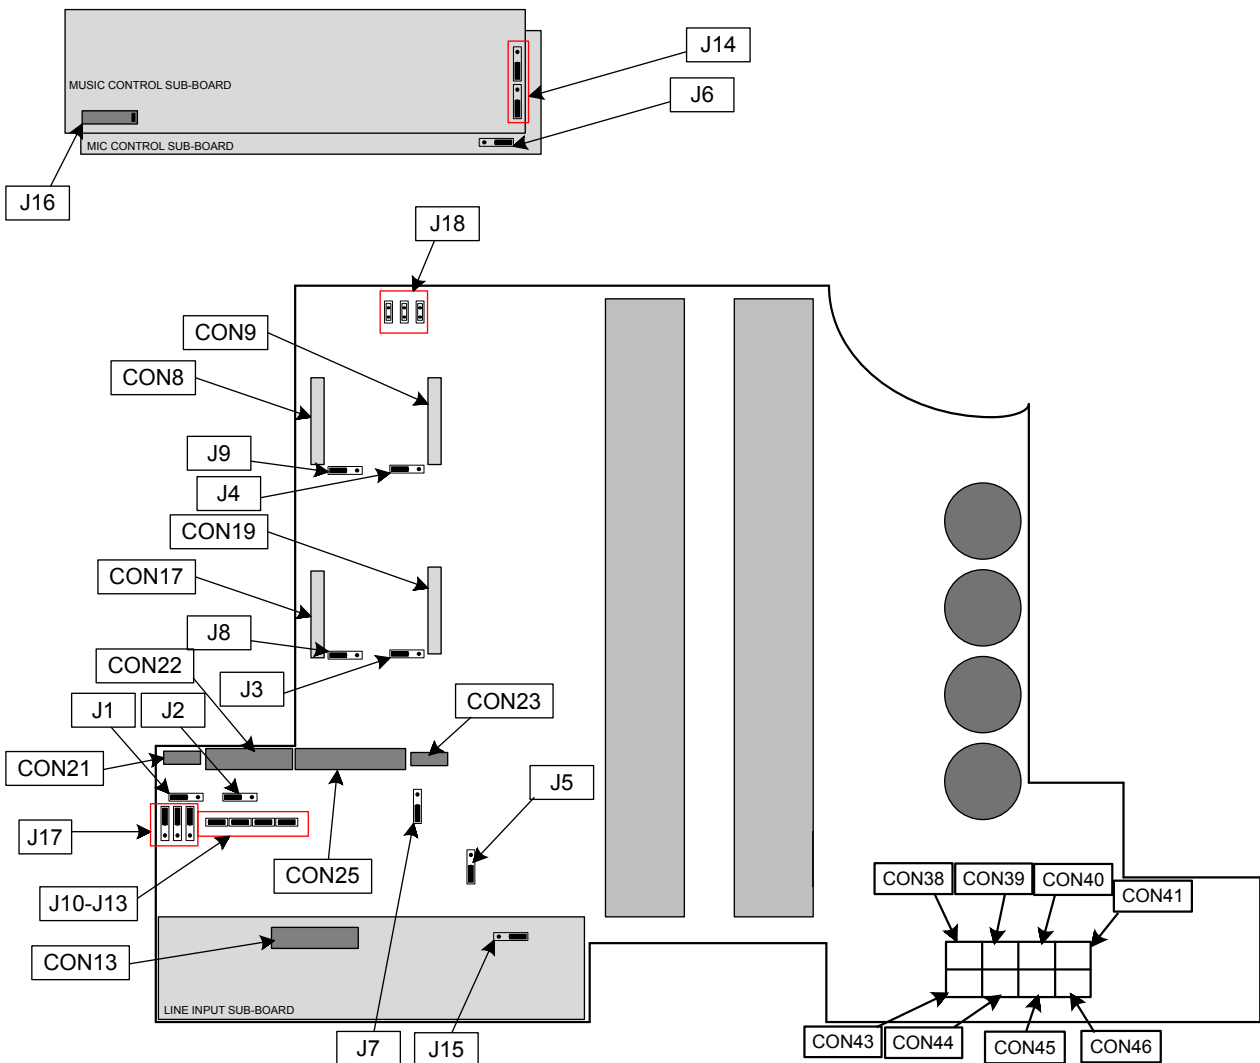 J14
MUSIC CONTROL SUB-BOARD
J6
MIC CONTROL SUB-BOARD
J16
J18
CON9
CON8
J9
J4
CON19
CON17
J8
CON22
J3
J1
J2
CON23
CON21
J5
J17
CON25
CON38
CON39
CON40
CON41
J10-J13
CON13
LINE INPUT SUB-BOARD
J7
J15
CON43
CON44
CON45
CON46